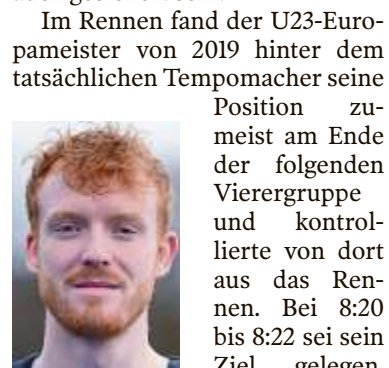 Im Rennen fand der U23-Euro-
pameister von 2019 hinter dem
tatsächlichen Tempomacher seine
Position zu-
meist am Ende
der folgenden
Vierergruppe
und kontrol-
lierte von dort
aus das Ren-
nen. Bei 8:20
bis 8:22 sei sein
Ziel gelegen,